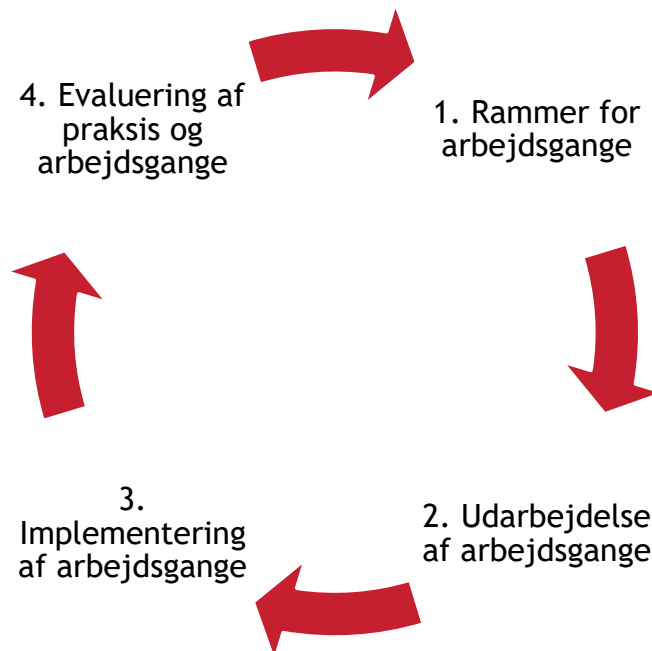 4. Evaluering af
praksis og
arbejdsgange
1. Rammer for
arbejdsgange
2. Udarbejdelse
af arbejdsgange
3.
Implementering
af arbejdsgange